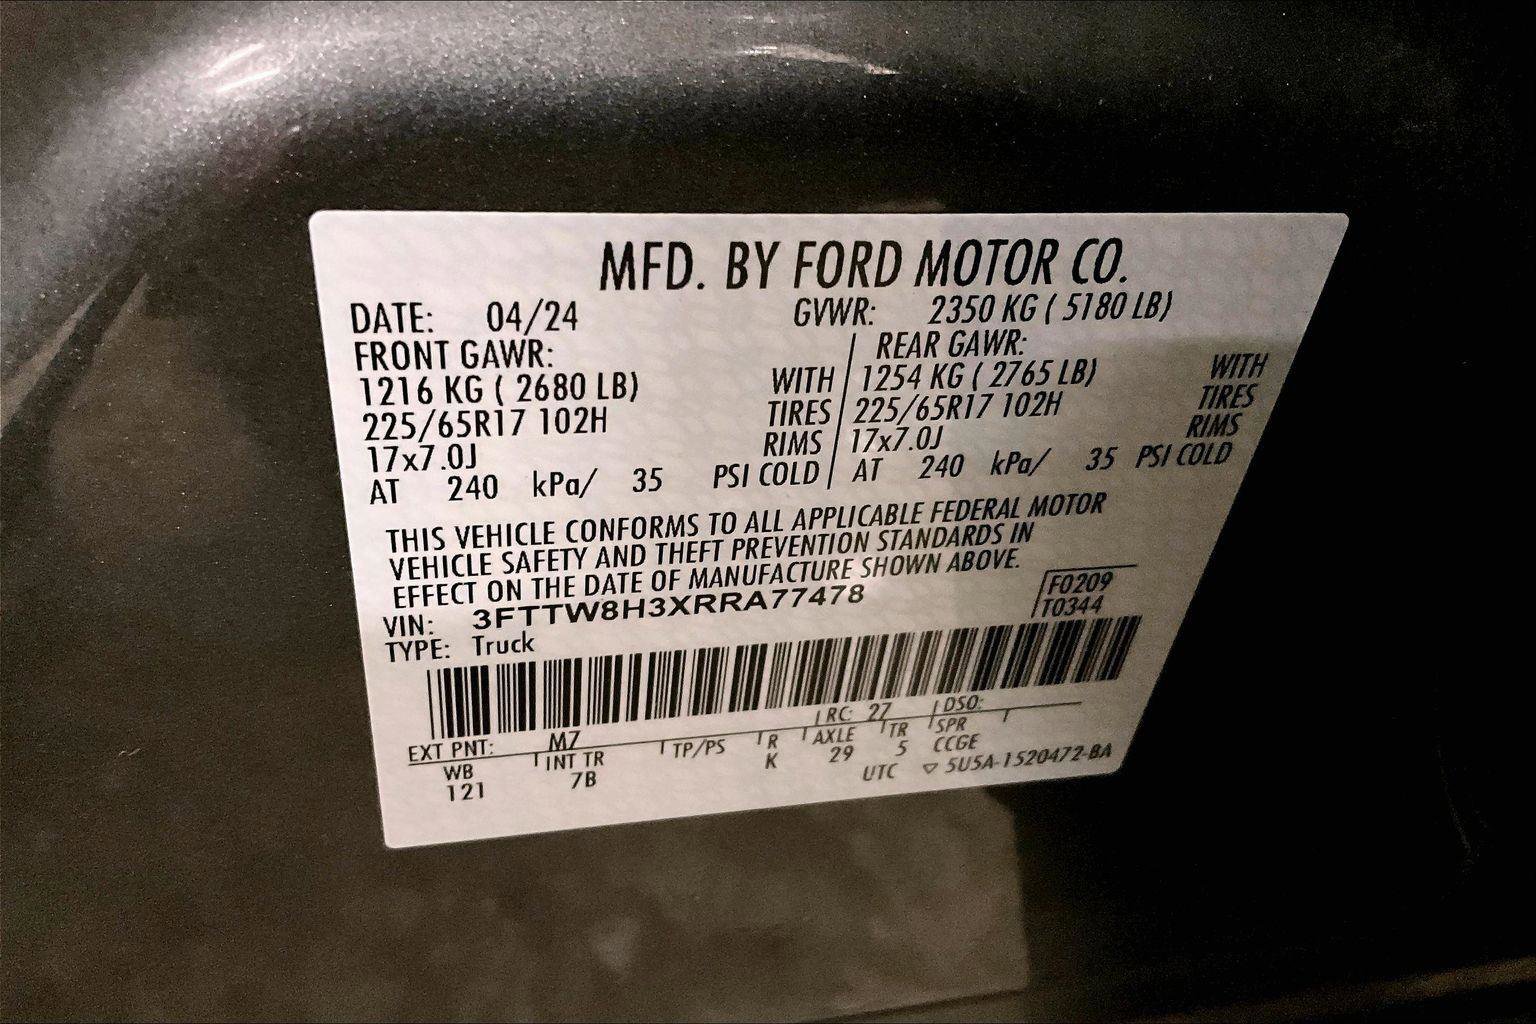 MFD. BY FORD MOTOR CO.
DATE: 04/24 GVWR: 2350 KG ( 5180 LB)
FRONT GAWR: REAR GAWR:
1216 KG ( 2680 LB) WITH 1254 KG ( 2765 LB) WITH
225/65R17 102H TIRES 225/65R17 102H TIRES
17x7.0J RIMS 17x7.0J RIMS
AT 240 kPa/ 35 PSI COLD AT 240 kPa/ 35 PSI COLD
THIS VEHICLE CONFORMS TO ALL APPLICABLE FEDERAL MOTOR
VEHICLE SAFETY AND THEFT PREVENTION STANDARDS IN
EFFECT ON THE DATE OF MANUFACTURE SHOWN ABOVE.
VIN: 3FTTW8H3XRRA77478 F0209
TYPE: Truck T0344
EXT PNT: M7 RC: 27 DSO:
WB INT TR TP/PS R AXLE TR SPR
121 7B K 29 5 CCGE
UTC ▽ 5U5A-1520472-BA